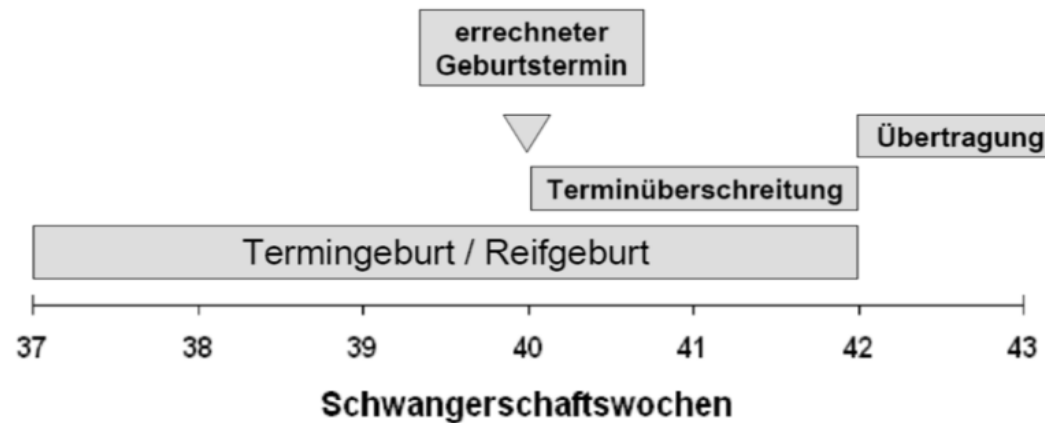 errechneter
Geburtstermin
Übertragung
Terminüberschreitung
Termingeburt / Reifgeburt
37 38 39 40 41 42 43
Schwangerschaftswochen